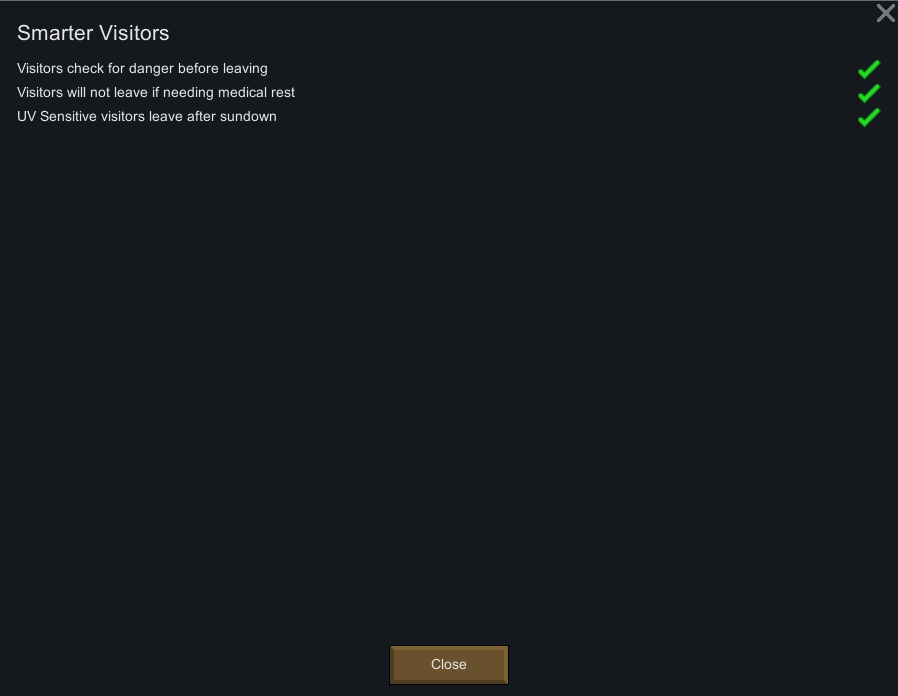 Smarter Visitors
Visitors check for danger before leaving
Visitors will not leave if needing medical rest
UV Sensitive visitors leave after sundown
Close